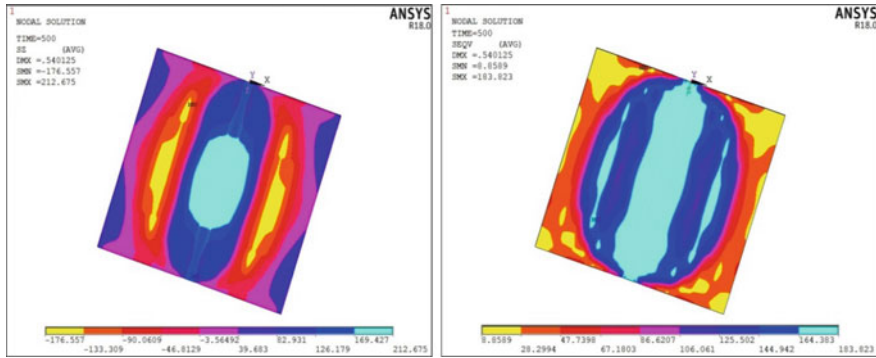 1
NODAL SOLUTION
TIME=500
SZ (AVG)
DMX =.540125
SMN =-176.557
SMX =212.675
ANSYS
R18.0
Y
X
-176.557 -90.0609 -3.56492 82.931 169.427
-133.309 -46.8129 39.683 126.179 212.675
1
NODAL SOLUTION
TIME=500
SEQV (AVG)
DMX =.540125
SMN =8.8589
SMX =183.823
ANSYS
R18.0
Y
X
8.8589 47.7398 86.6207 125.502 164.383
28.2994 67.1803 106.061 144.942 183.823